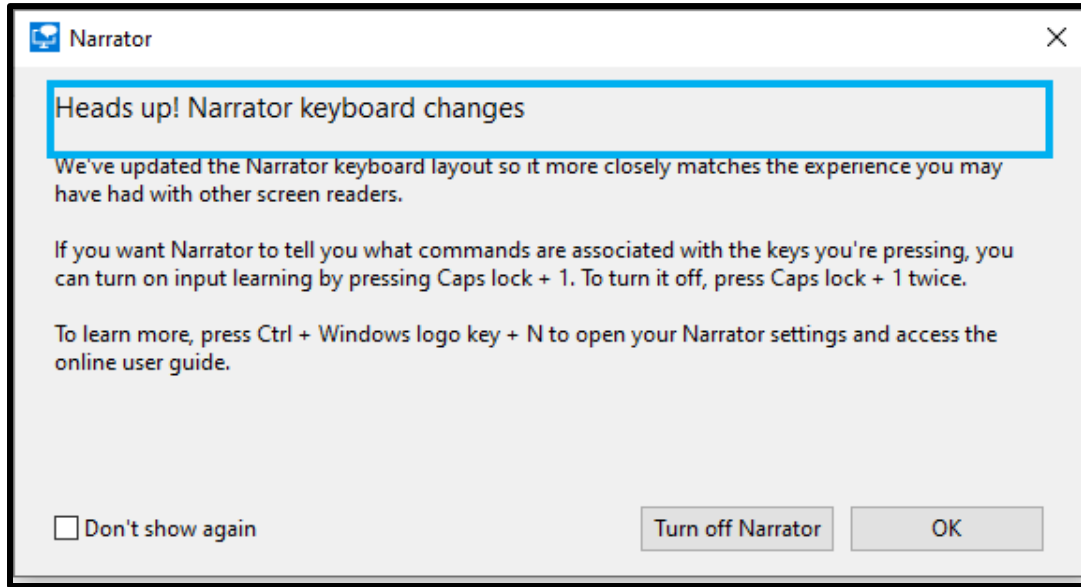 Narrator
Heads up! Narrator keyboard changes
We've updated the Narrator keyboard layout so it more closely matches the experience you may
have had with other screen readers.
If you want Narrator to tell you what commands are associated with the keys you're pressing, you
can turn on input learning by pressing Caps lock + 1. To turn it off, press Caps lock + 1 twice.
To learn more, press Ctrl + Windows logo key + N to open your Narrator settings and access the
online user guide.
Don't show again
Turn off Narrator
OK